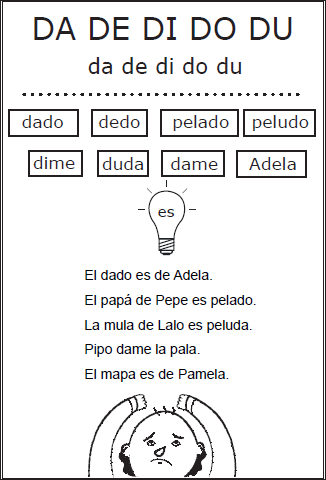 DA DE DI DO DU
da de di do du
dado dedo pelado peludo
dime duda dame Adela
es
El dado es de Adela.
El papá de Pepe es pelado.
La mula de Lalo es peluda.
Pipo dame la pala.
El mapa es de Pamela.